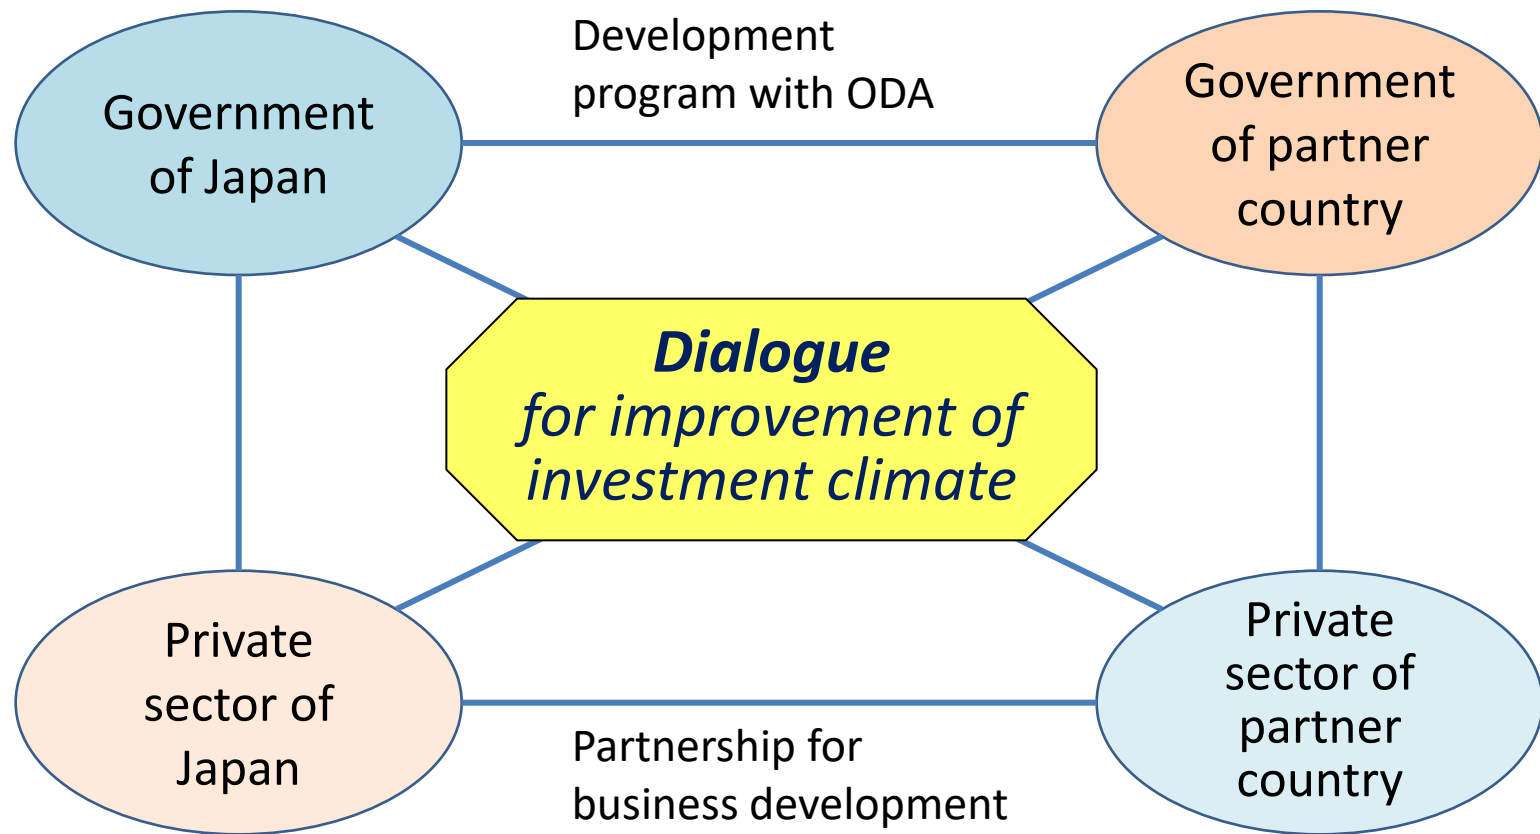 Development
program with ODA
Government
of Japan
Government
of partner
country
Dialogue
for improvement of
investment climate
Private
sector of
Japan
Private
sector of
partner
country
Partnership for
business development